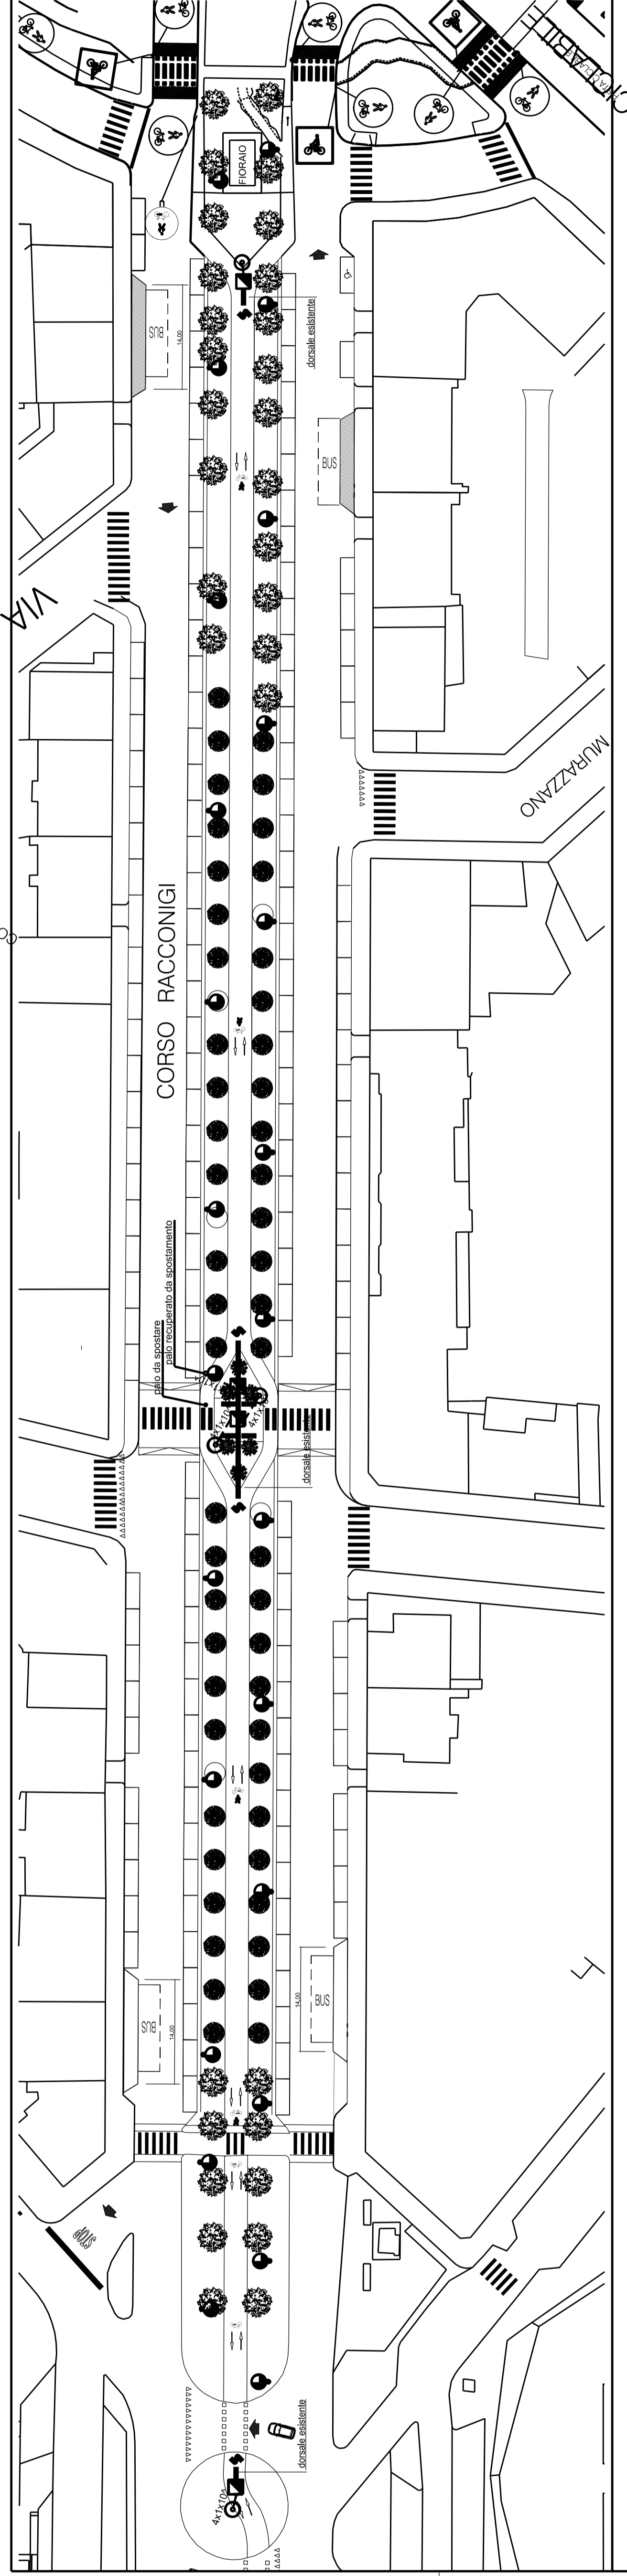 FIORAIO
dorsale esistente
BUS
14,00
BUS
VIA
MURAZZANO
CORSO RACCONIGI
palo da spostare
palo recuperato da spostamento
dorsale esistente
BUS
14,00
BUS
14,00
STOP
dorsale esistente
4x1x10